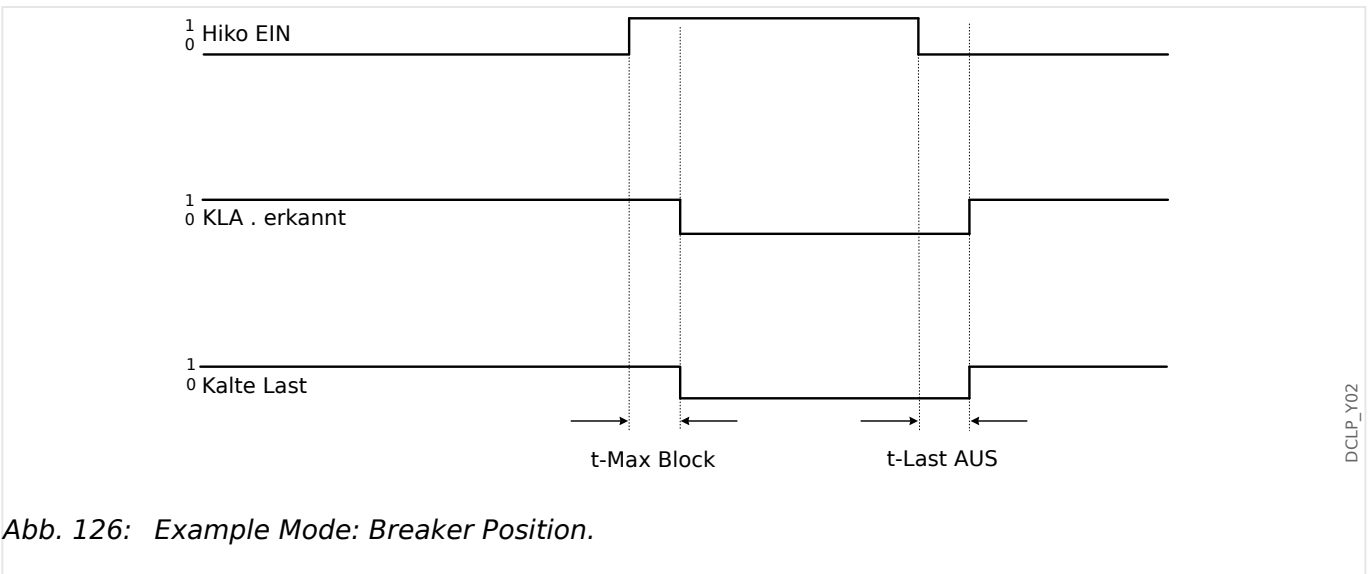 1
0 Hiko EIN
1
0 KLA . erkannt
1
0 Kalte Last
t-Max Block
t-Last AUS
DCLP_Y02
Abb. 126: Example Mode: Breaker Position.